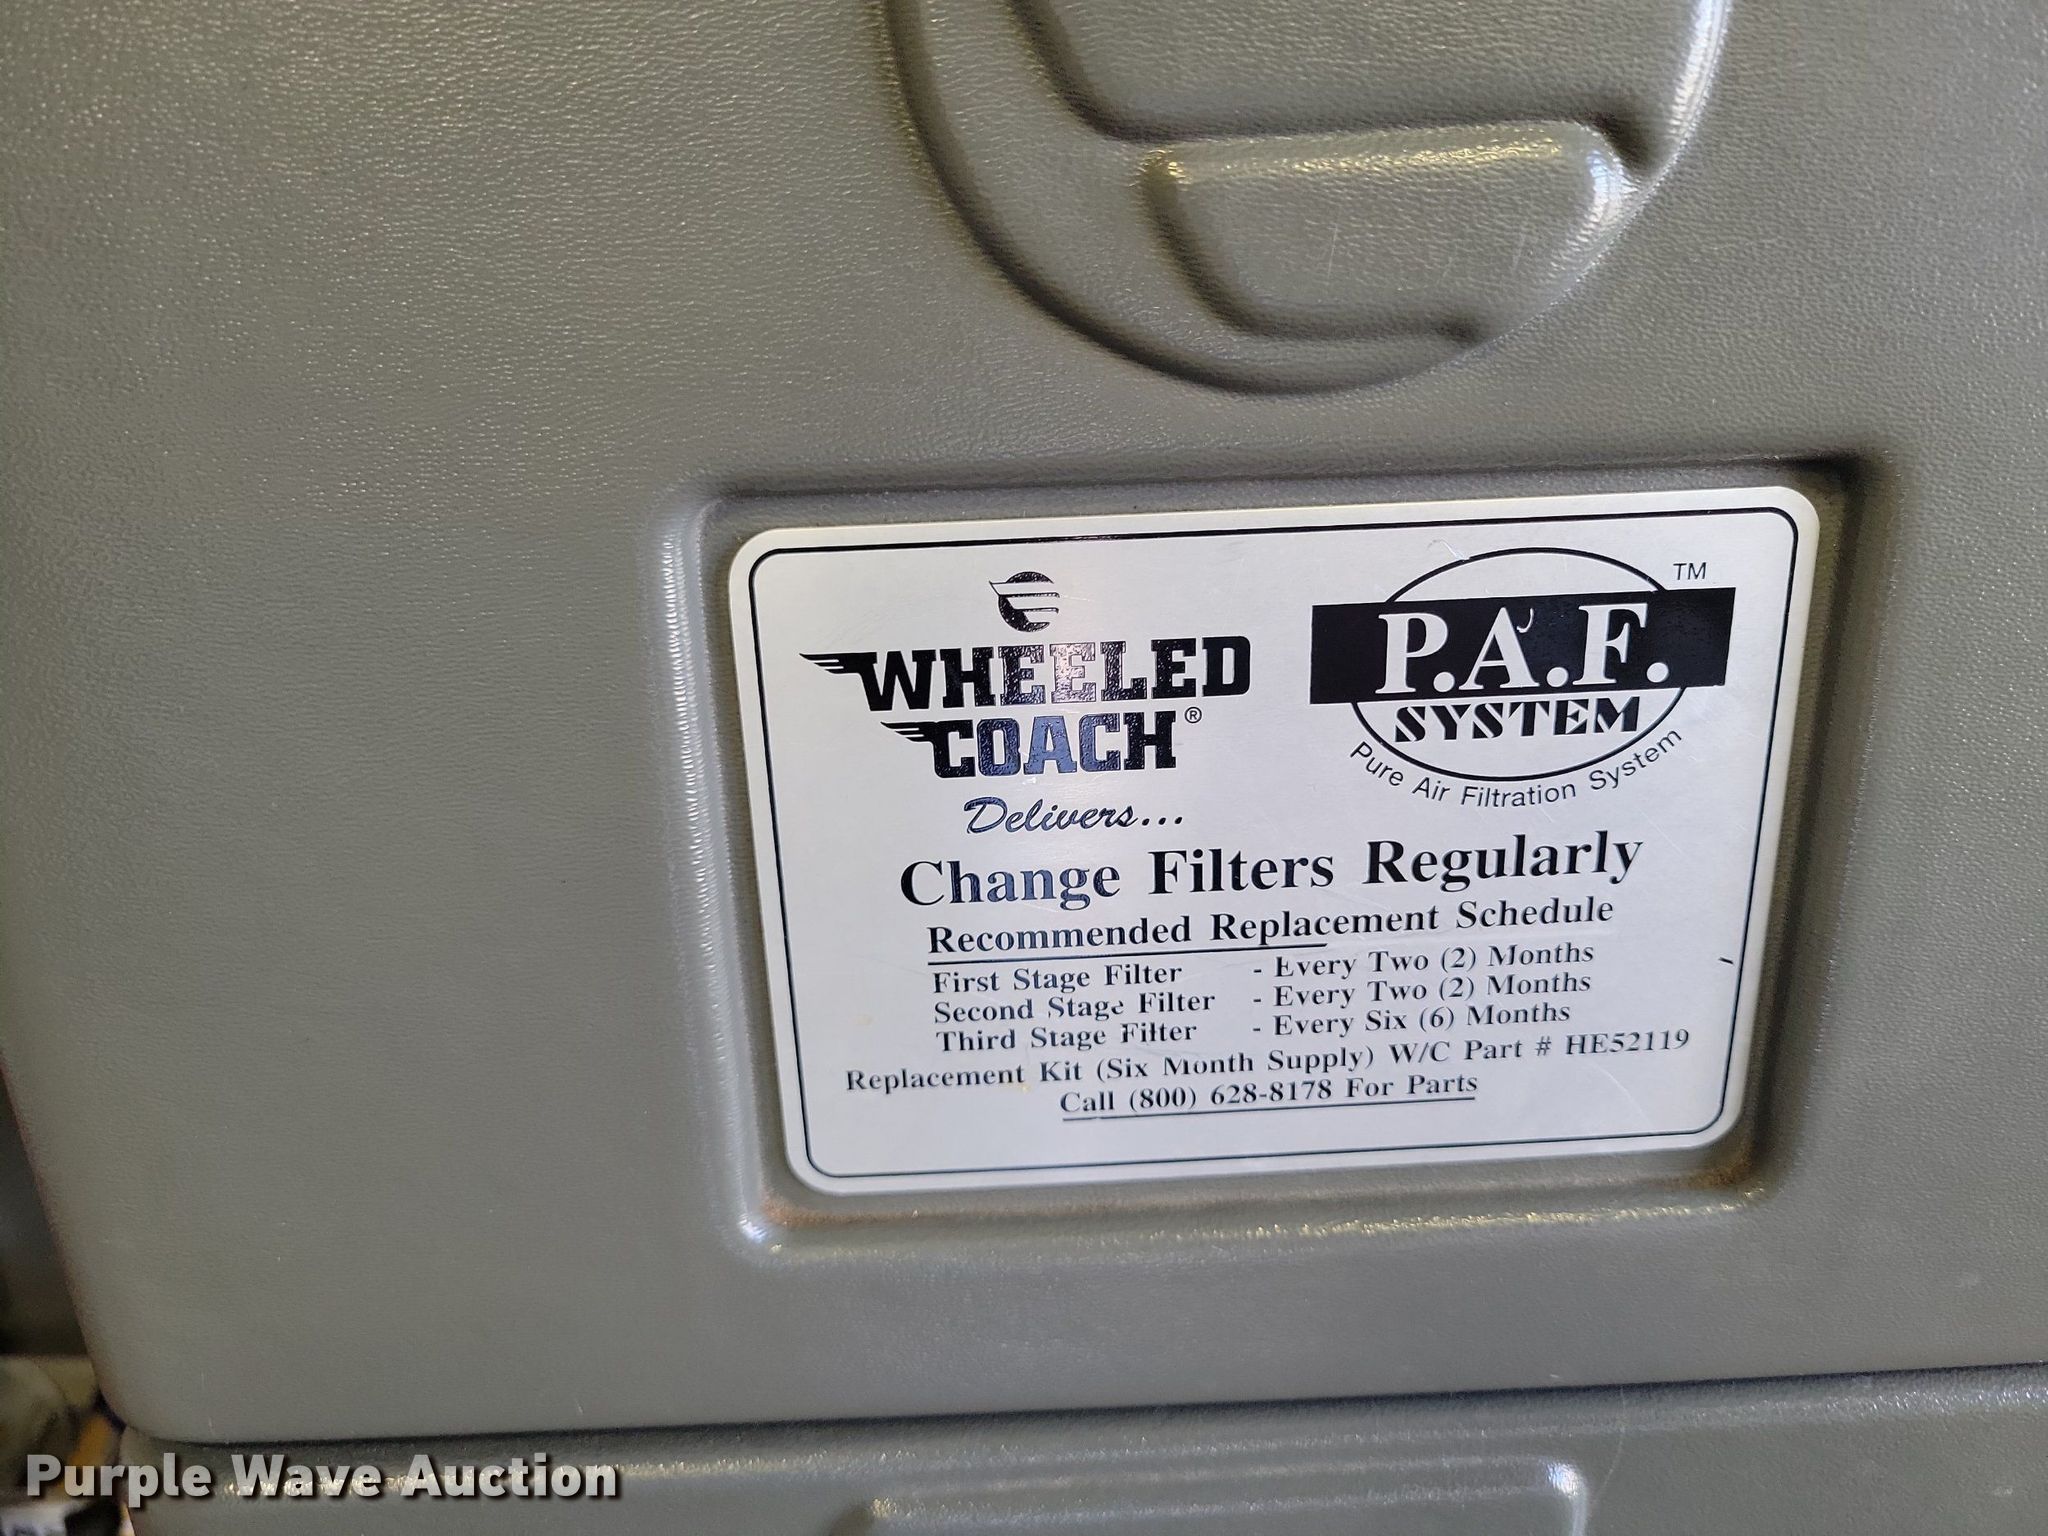 WHEELED
COACH®
Delivers...
P.A.F.
SYSTEM
TM
Pure Air Filtration System
Change Filters Regularly
Recommended Replacement Schedule
First Stage Filter - Every Two (2) Months
Second Stage Filter - Every Two (2) Months
Third Stage Filter - Every Six (6) Months
Replacement Kit (Six Month Supply) W/C Part # HE52119
Call (800) 628-8178 For Parts
Purple Wave Auction